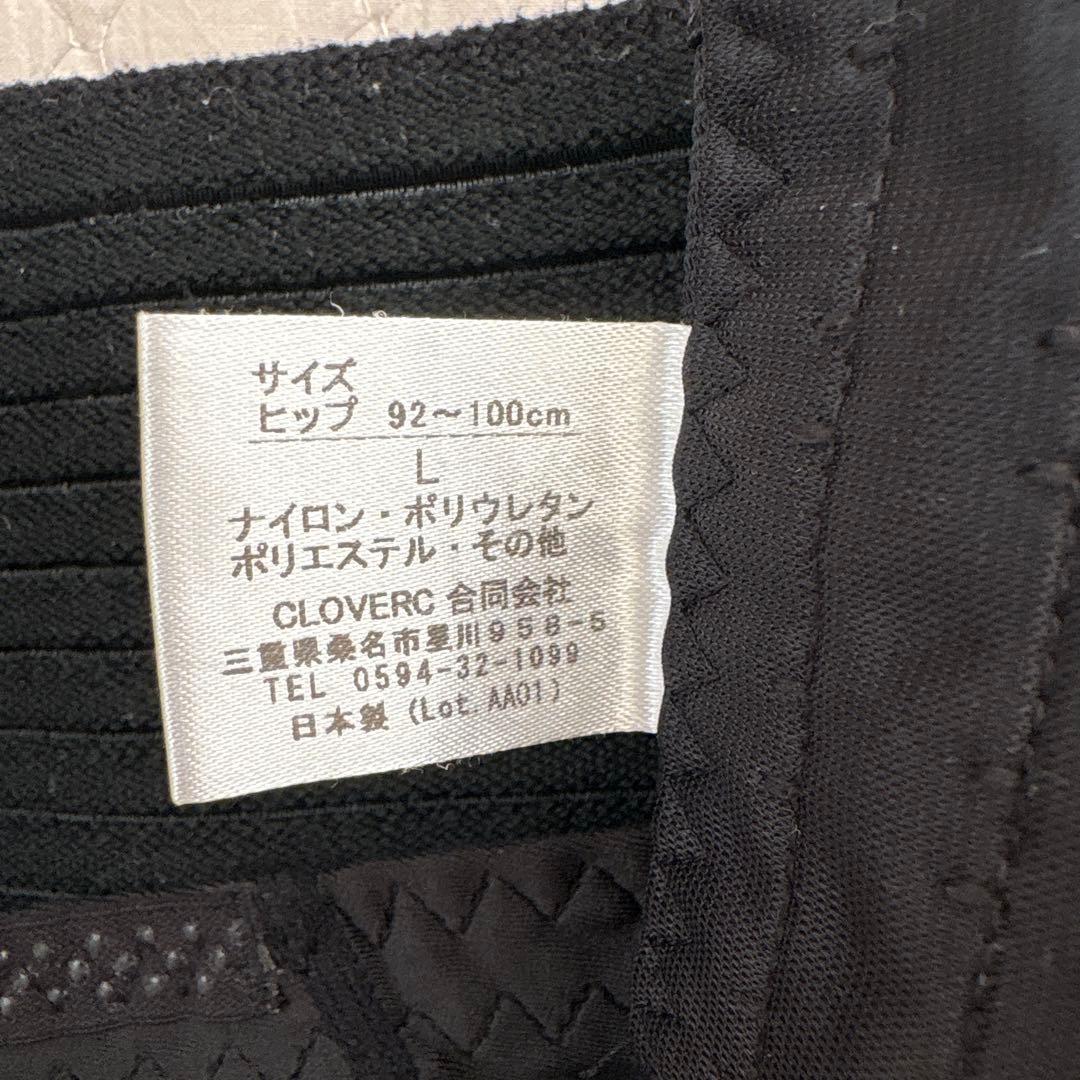 サイズ
ヒップ 92〜100cm
L
ナイロン・ポリウレタン
ポリエステル・その他
CLOVERC 合同会社
三重県桑名市星川958-5
TEL 0594-32-1099
日本製 (Lot. AA01)